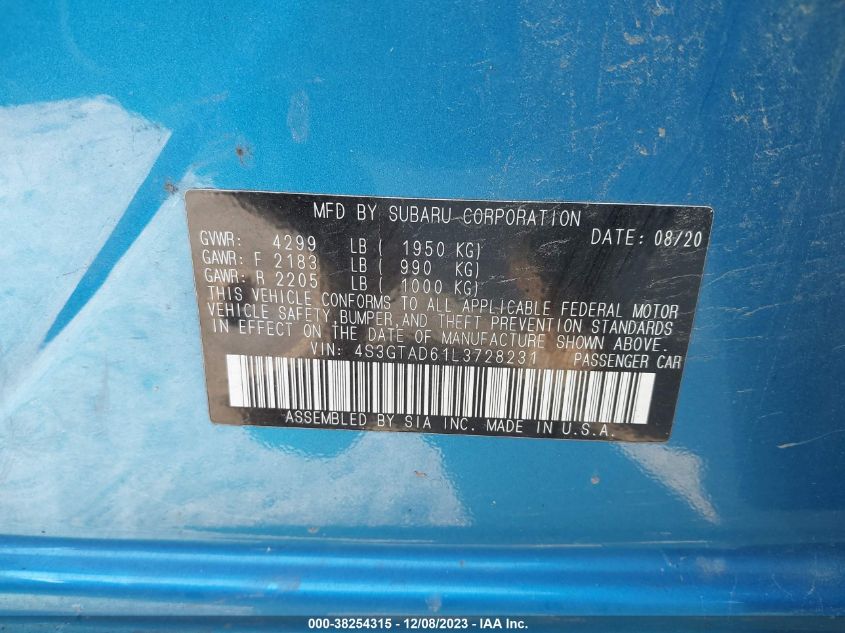 MFD BY SUBARU CORPORATION
GVWR: 4299 LB ( 1950 KG) DATE: 08/20
GAWR: F 2183 LB ( 990 KG)
GAWR: R 2205 LB ( 1000 KG)
THIS VEHICLE CONFORMS TO ALL APPLICABLE FEDERAL MOTOR
VEHICLE SAFETY,BUMPER,AND THEFT PREVENTION STANDARDS
IN EFFECT ON THE DATE OF MANUFACTURE SHOWN ABOVE.
VIN: 4S3GTAD61L3728231 PASSENGER CAR
ASSEMBLED BY SIA INC. MADE IN U.S.A.
000-38254315 - 12/08/2023 - IAA Inc.